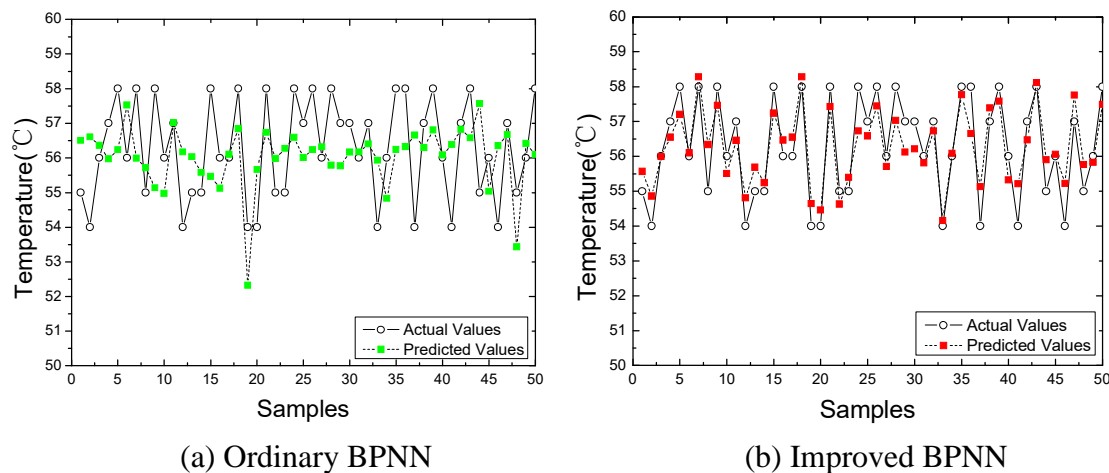 60
59
58
57
56
55
54
53
52
51
50
Temperature(℃)
0 5 10 15 20 25 30 35 40 45 50
Samples
Actual Values
Predicted Values
(a) Ordinary BPNN
60
59
58
57
56
55
54
53
52
51
50
Temperature(℃)
0 5 10 15 20 25 30 35 40 45 50
Samples
Actual Values
Predicted Values
(b) Improved BPNN